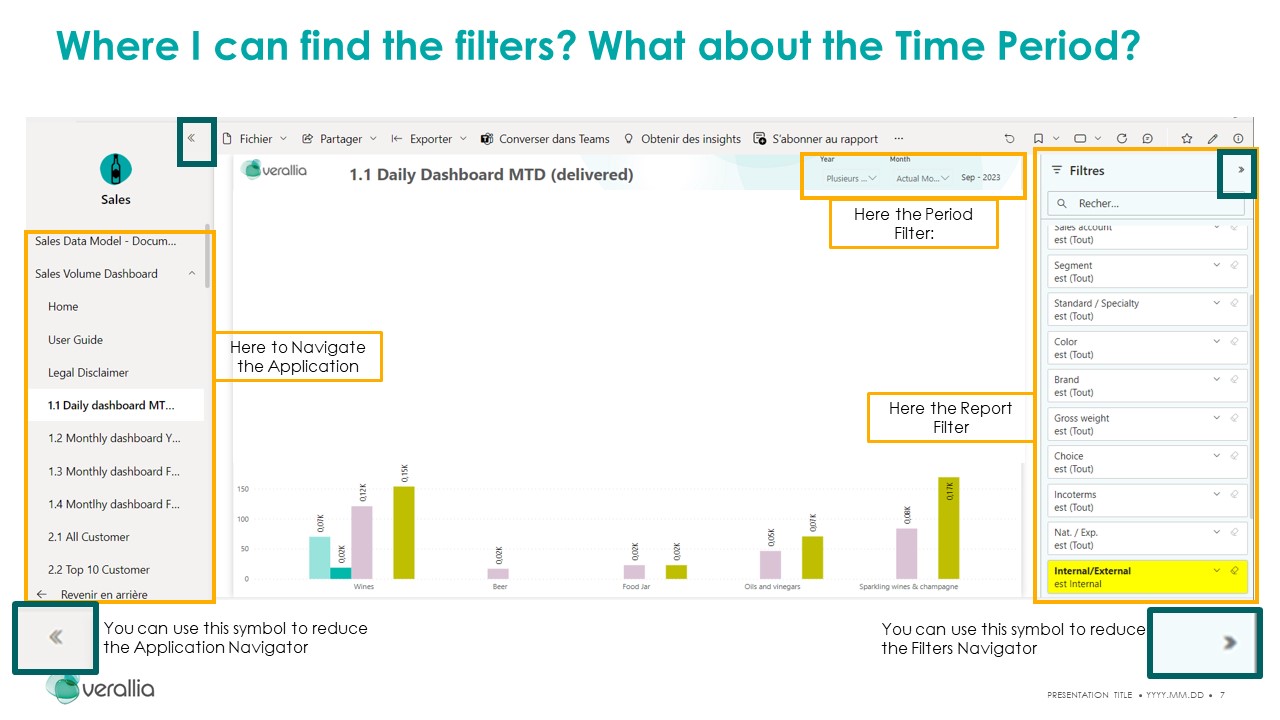 Where I can find the filters? What about the Time Period?
«
Fichier
Partager
Exporter
Converser dans Teams
Obtenir des insights
S'abonner au rapport
...
Sales
Sales Data Model - Docum...
Sales Volume Dashboard
Home
User Guide
Legal Disclaimer
1.1 Daily dashboard MT...
1.2 Monthly dashboard Y...
1.3 Monthly dashboard F...
1.4 Montlhy dashboard F...
2.1 All Customer
2.2 Top 10 Customer
Revenir en arrière
Here to Navigate
the Application
verallia
1.1 Daily Dashboard MTD (delivered)
Year
Month
Plusieurs ...
Actual Mo...
Sep - 2023
Here the Period
Filter:
Here the Report
Filter
150
100
50
0
0,07K
0,02K
0,12K
0,15K
0,02K
0,02K
0,02K
0,05K
0,07K
0,08K
0,17K
Wines
Beer
Food Jar
Oils and vinegars
Sparkling wines & champagne
Filtres
»
Recher...
Sales account
est (Tout)
Segment
est (Tout)
Standard / Specialty
est (Tout)
Color
est (Tout)
Brand
est (Tout)
Gross weight
est (Tout)
Choice
est (Tout)
Incoterms
est (Tout)
Nat. / Exp.
est (Tout)
Internal/External
est Internal
«
You can use this symbol to reduce
the Application Navigator
You can use this symbol to reduce
the Filters Navigator
»
verallia
PRESENTATION TITLE • YYYY.MM.DD • 7